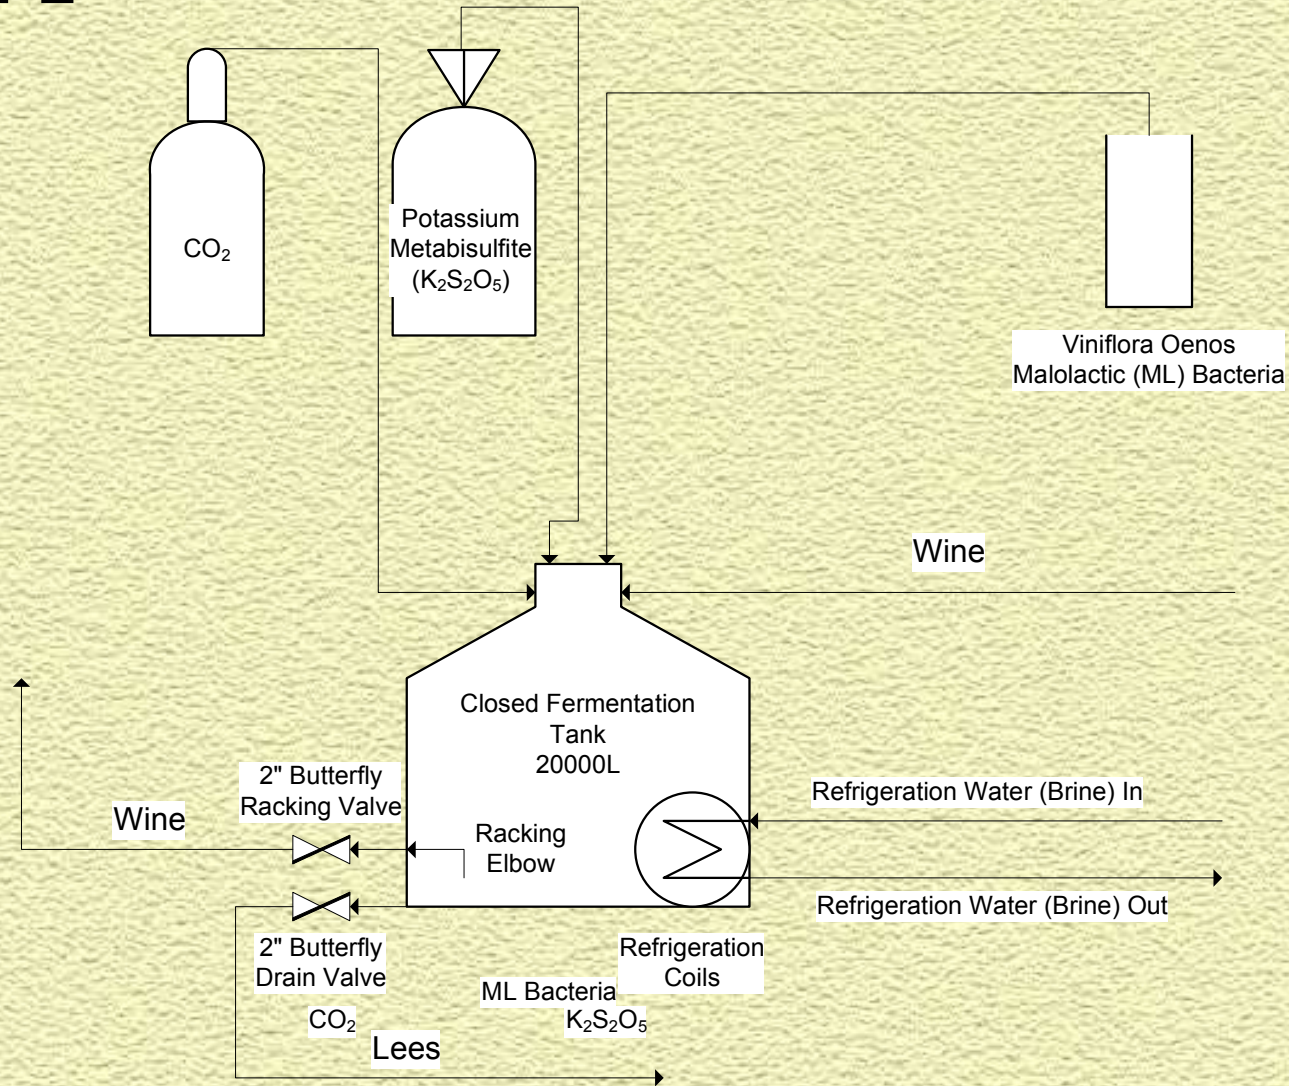 CO₂
Potassium
Metabisulfite
(K₂S₂O₅)
Viniflora Oenos
Malolactic (ML) Bacteria
Wine
Closed Fermentation
Tank
20000L
2" Butterfly
Racking Valve
Wine
Racking
Elbow
Refrigeration Water (Brine) In
Refrigeration Water (Brine) Out
2" Butterfly
Drain Valve
Refrigeration
Coils
ML Bacteria
CO₂
K₂S₂O₅
Lees